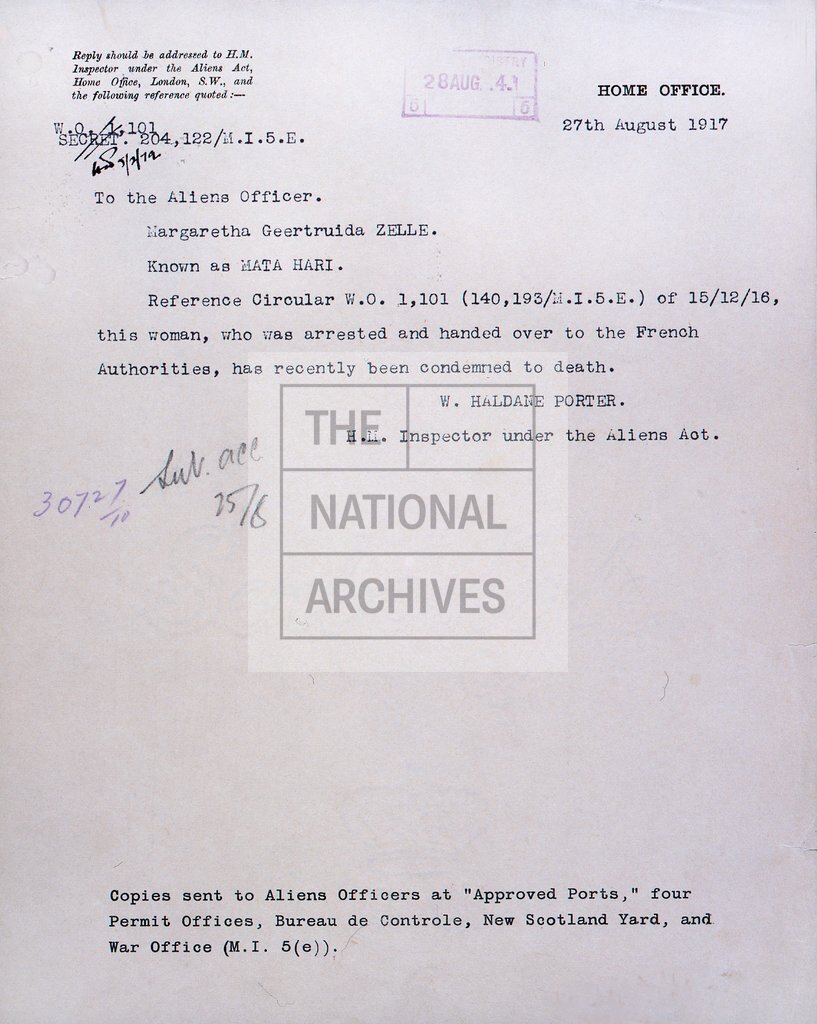 Reply should be addressed to H.M.
Inspector under the Aliens Act,
Home Office, London, S.W., and
the following reference quoted :—
28 AUG
6 6
HOME OFFICE.
27th August 1917
W.O. 1,101
SECRET. 204,122/M.I.5.E.
To the Aliens Officer.
Margaretha Geertruida ZELLE.
Known as MATA HARI.
Reference Circular W.O. 1,101 (140,193/M.I.5.E.) of 15/12/16,
this woman, who was arrested and handed over to the French
Authorities, has recently been condemned to death.
W. HALDANE PORTER.
H.M. Inspector under the Aliens Act.
THE
NATIONAL
ARCHIVES
30727
Copies sent to Aliens Officers at "Approved Ports," four
Permit Offices, Bureau de Controle, New Scotland Yard, and
War Office (M.I. 5(e)).